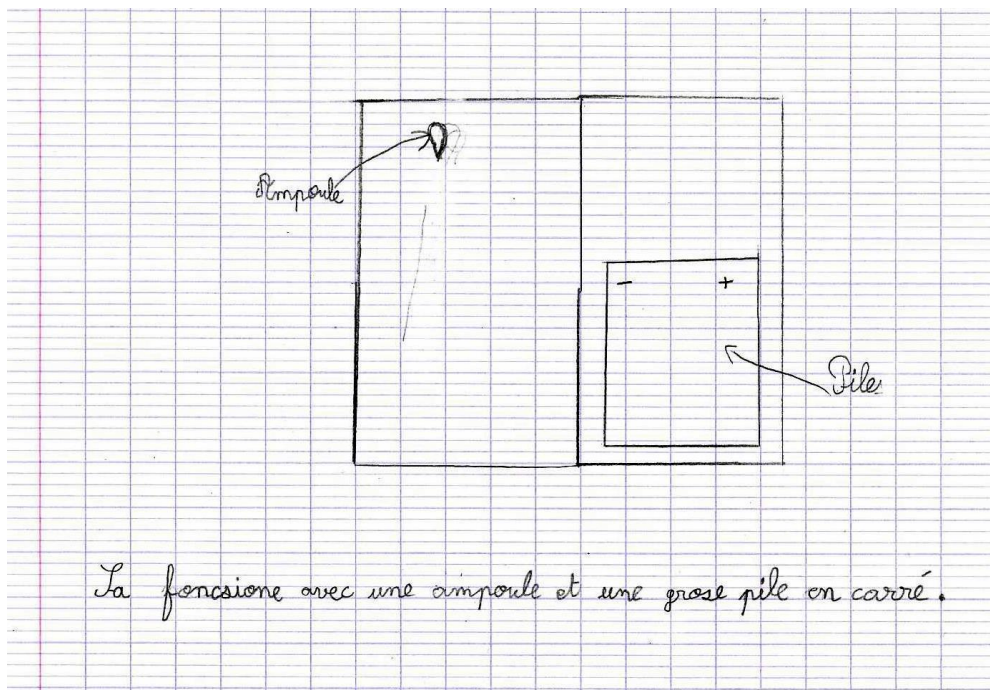 Ampoule
- +
Pile
Sa foncsione avec une ampoule et une grose pile en carré.